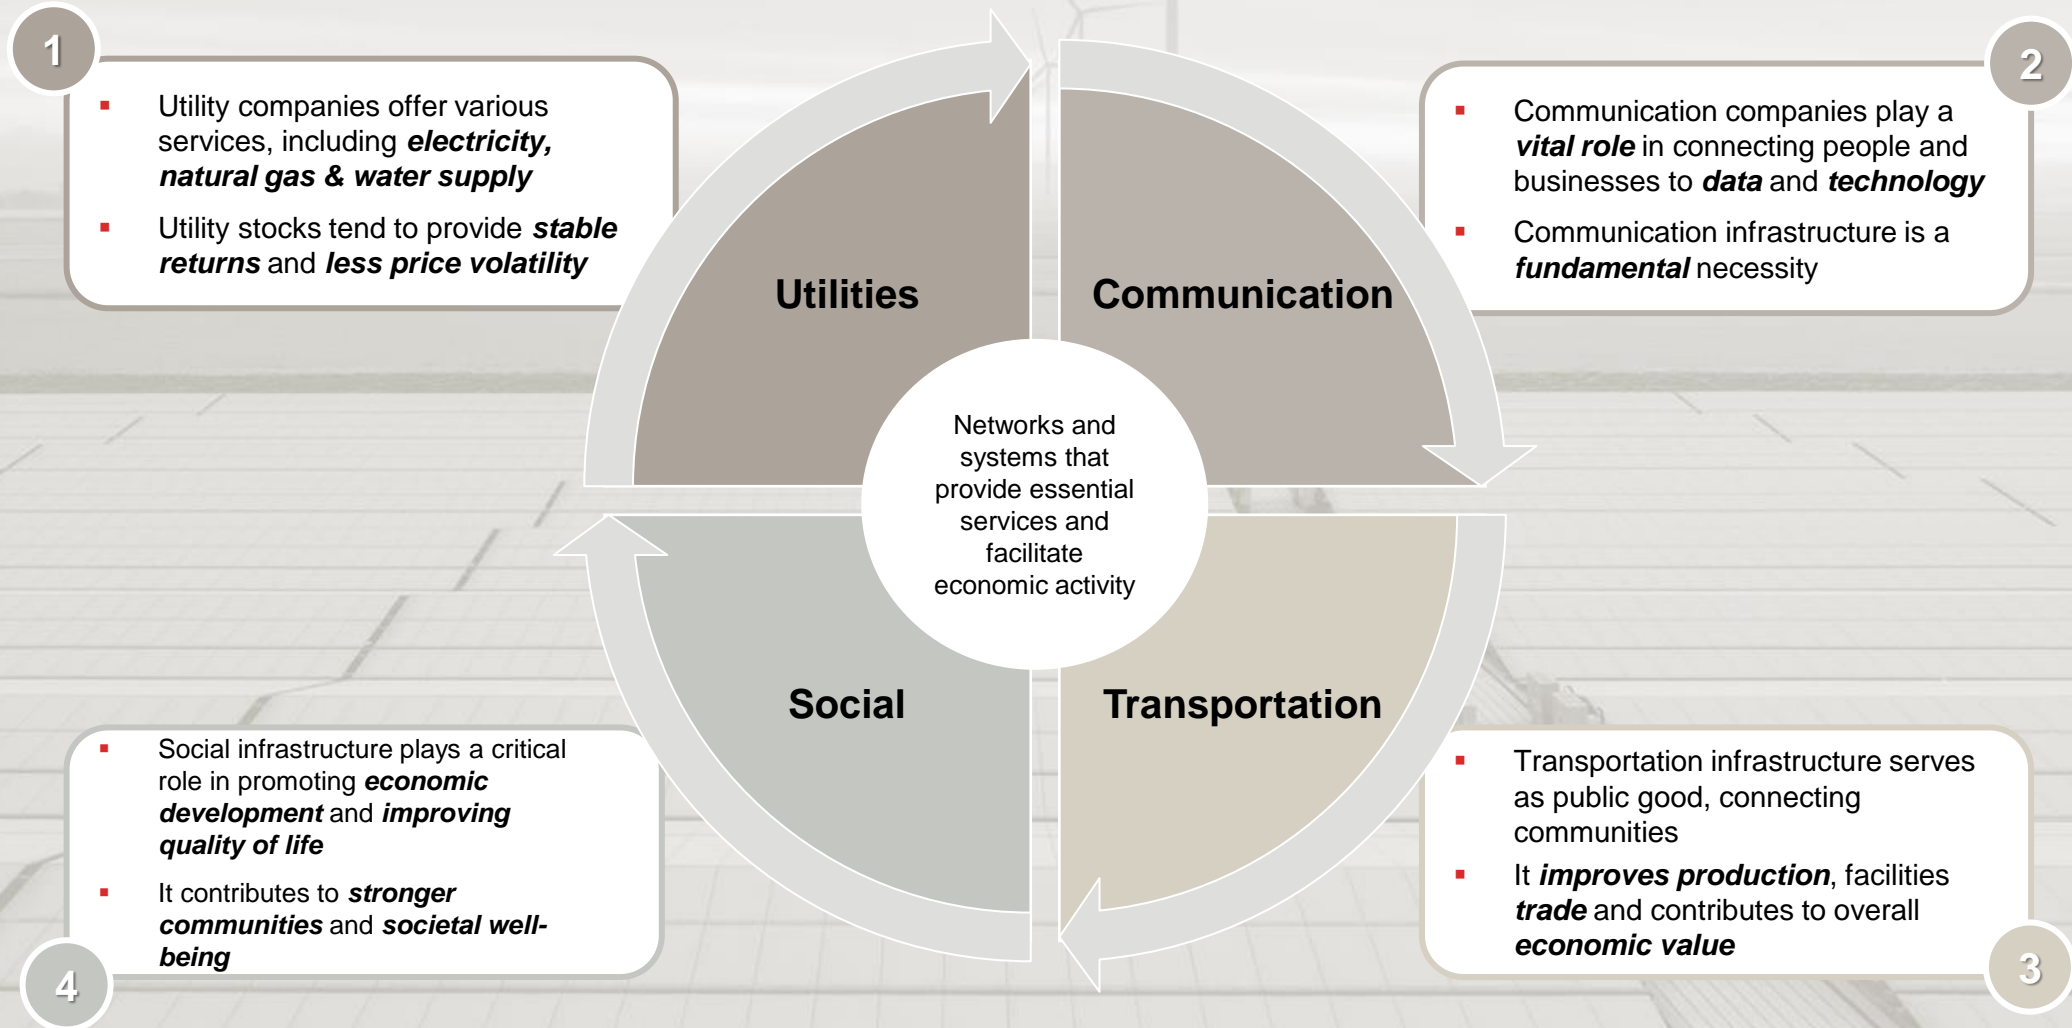 1
▪ Utility companies offer various
services, including electricity,
natural gas & water supply
▪ Utility stocks tend to provide stable
returns and less price volatility
2
▪ Communication companies play a
vital role in connecting people and
businesses to data and technology
▪ Communication infrastructure is a
fundamental necessity
Utilities
Communication
Networks and
systems that
provide essential
services and
facilitate
economic activity
Social
Transportation
▪ Transportation infrastructure serves
as public good, connecting
communities
▪ It improves production, facilities
trade and contributes to overall
economic value
3
▪ Social infrastructure plays a critical
role in promoting economic
development and improving
quality of life
▪ It contributes to stronger
communities and societal well-
being
4